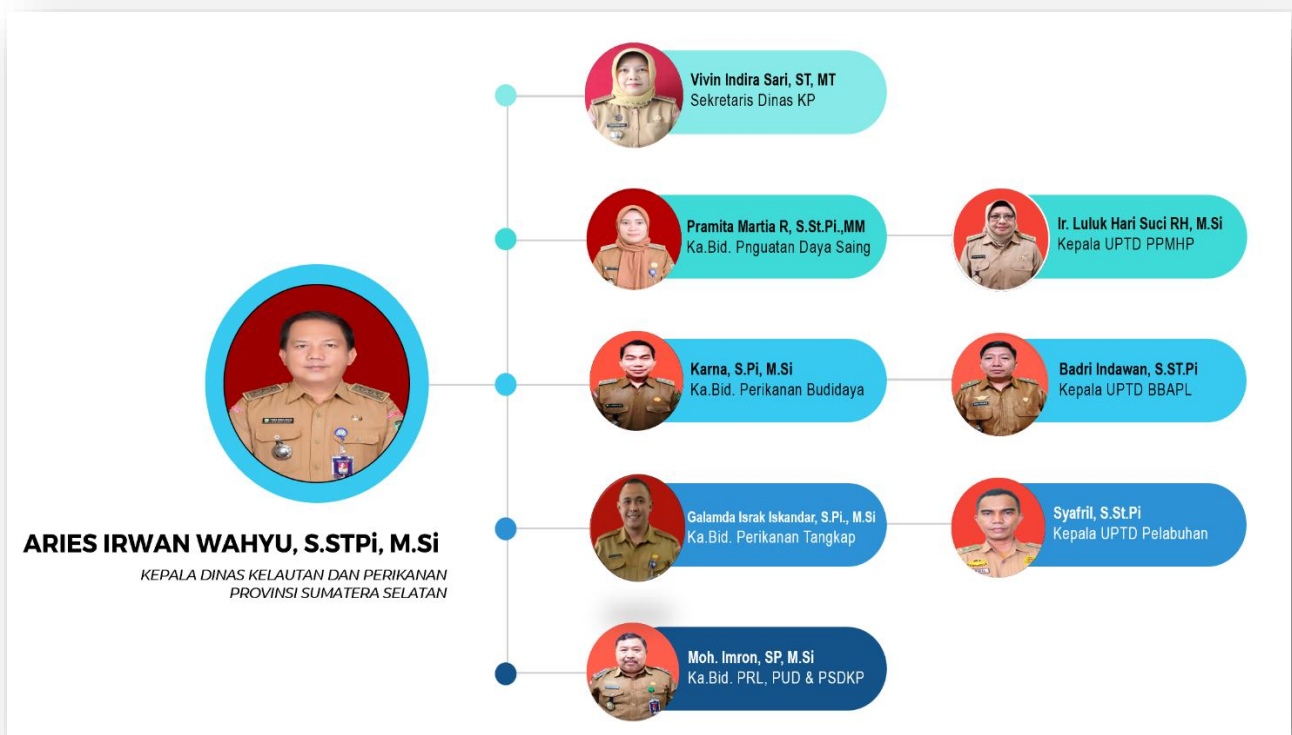 Vivin Indira Sari, ST, MT
Sekretaris Dinas KP
Pramita Martia R, S.St.Pi.,MM
Ka.Bid. Pnguatan Daya Saing
Ir. Luluk Hari Suci RH, M.Si
Kepala UPTD PPMHP
Karna, S.Pi, M.Si
Ka.Bid. Perikanan Budidaya
Badri Indawan, S.ST.Pi
Kepala UPTD BBAPL
Galamda Israk Iskandar, S.Pi., M.Si
Ka.Bid. Perikanan Tangkap
Syafril, S.St.Pi
Kepala UPTD Pelabuhan
ARIES IRWAN WAHYU, S.STPi, M.Si
KEPALA DINAS KELAUTAN DAN PERIKANAN
PROVINSI SUMATERA SELATAN
Moh. Imron, SP, M.Si
Ka.Bid. PRL, PUD & PSDKP